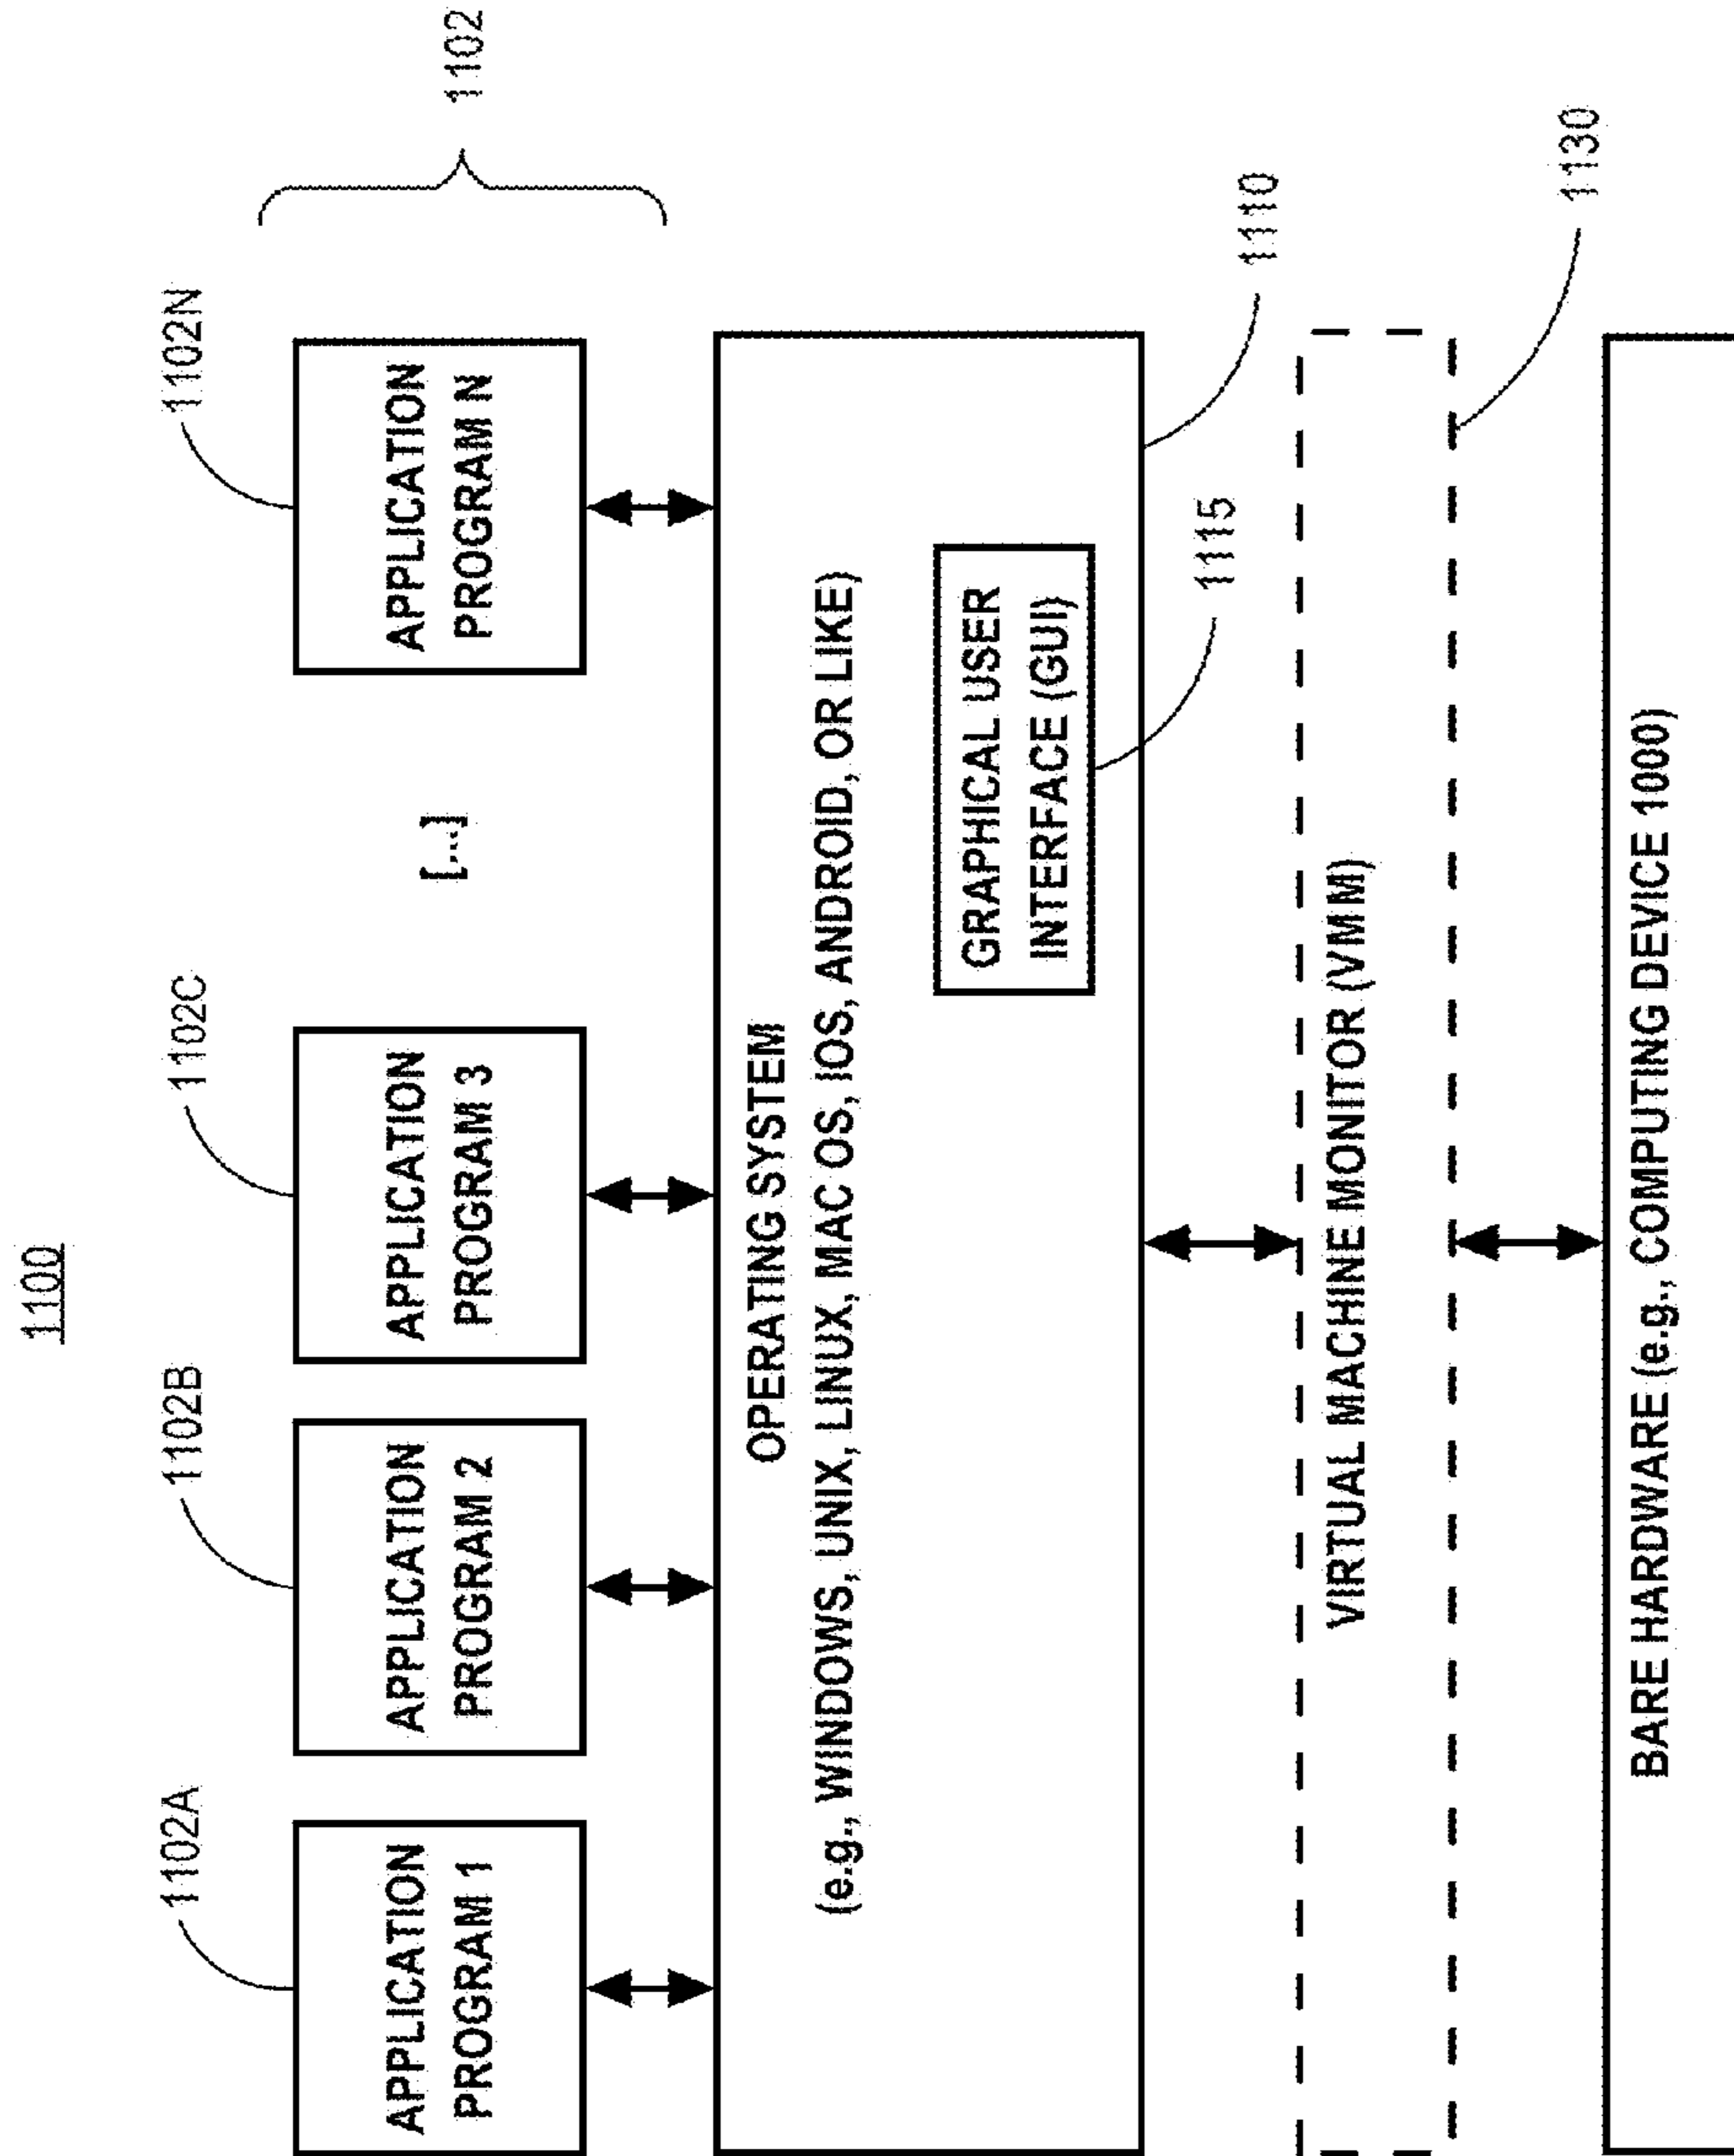 1100
1102A
1102B
1102C
1102N
1102
APPLICATION
PROGRAM 1
APPLICATION
PROGRAM 2
APPLICATION
PROGRAM 3
[...]
APPLICATION
PROGRAM N
OPERATING SYSTEM
(e.g., WINDOWS, UNIX, LINUX, MAC OS, IOS, ANDROID, OR LIKE)
GRAPHICAL USER
INTERFACE (GUI)
1115
1110
VIRTUAL MACHINE MONITOR (VMM)
1130
BARE HARDWARE (e.g., COMPUTING DEVICE 1000)